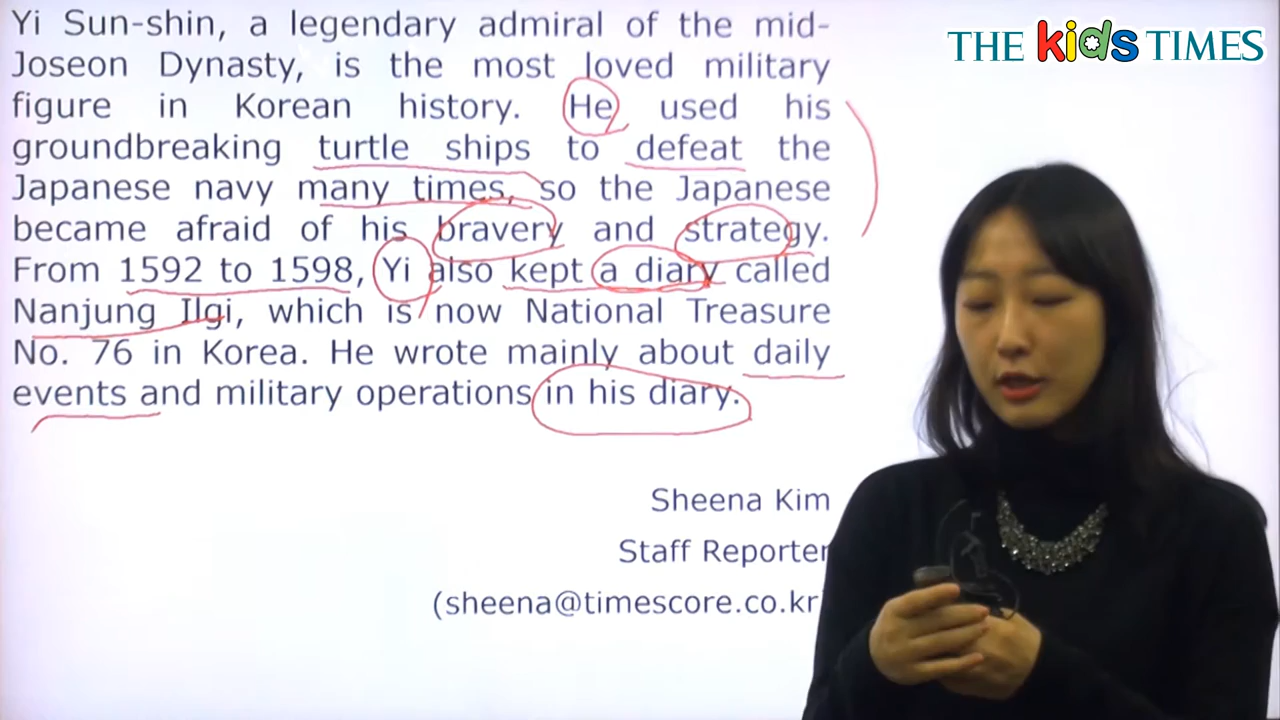 Yi Sun-shin, a legendary admiral of the mid-
Joseon Dynasty, is the most loved military
figure in Korean history. He used his
groundbreaking turtle ships to defeat the
Japanese navy many times, so the Japanese
became afraid of his bravery and strategy.
From 1592 to 1598, Yi also kept a diary called
Nanjung Ilgi, which is now National Treasure
No. 76 in Korea. He wrote mainly about daily
events and military operations in his diary.
Sheena Kim
Staff Reporter
(sheena@timescore.co.kr)
THE kids TIMES